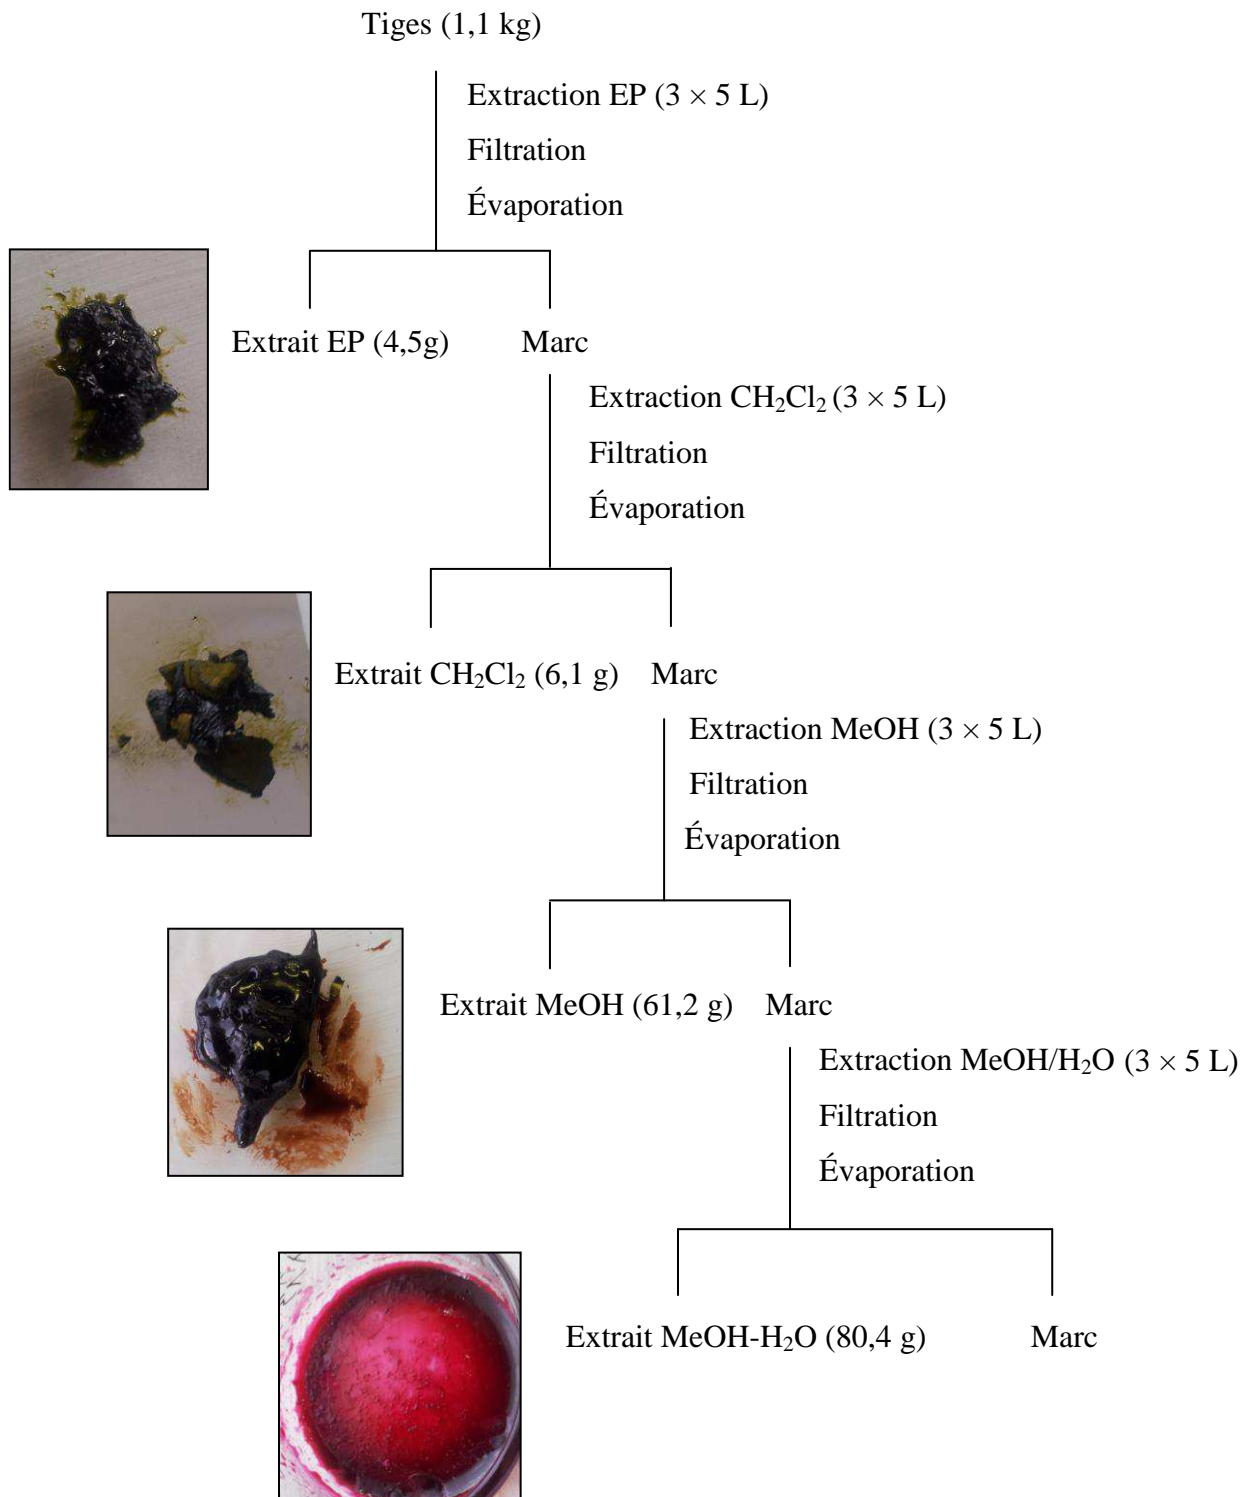 Tiges (1,1 kg)
Extraction EP (3 × 5 L)
Filtration
Évaporation
Extrait EP (4,5g) Marc
Extraction CH₂Cl₂ (3 × 5 L)
Filtration
Évaporation
Extrait CH₂Cl₂ (6,1 g) Marc
Extraction MeOH (3 × 5 L)
Filtration
Évaporation
Extrait MeOH (61,2 g) Marc
Extraction MeOH/H₂O (3 × 5 L)
Filtration
Évaporation
Extrait MeOH-H₂O (80,4 g) Marc